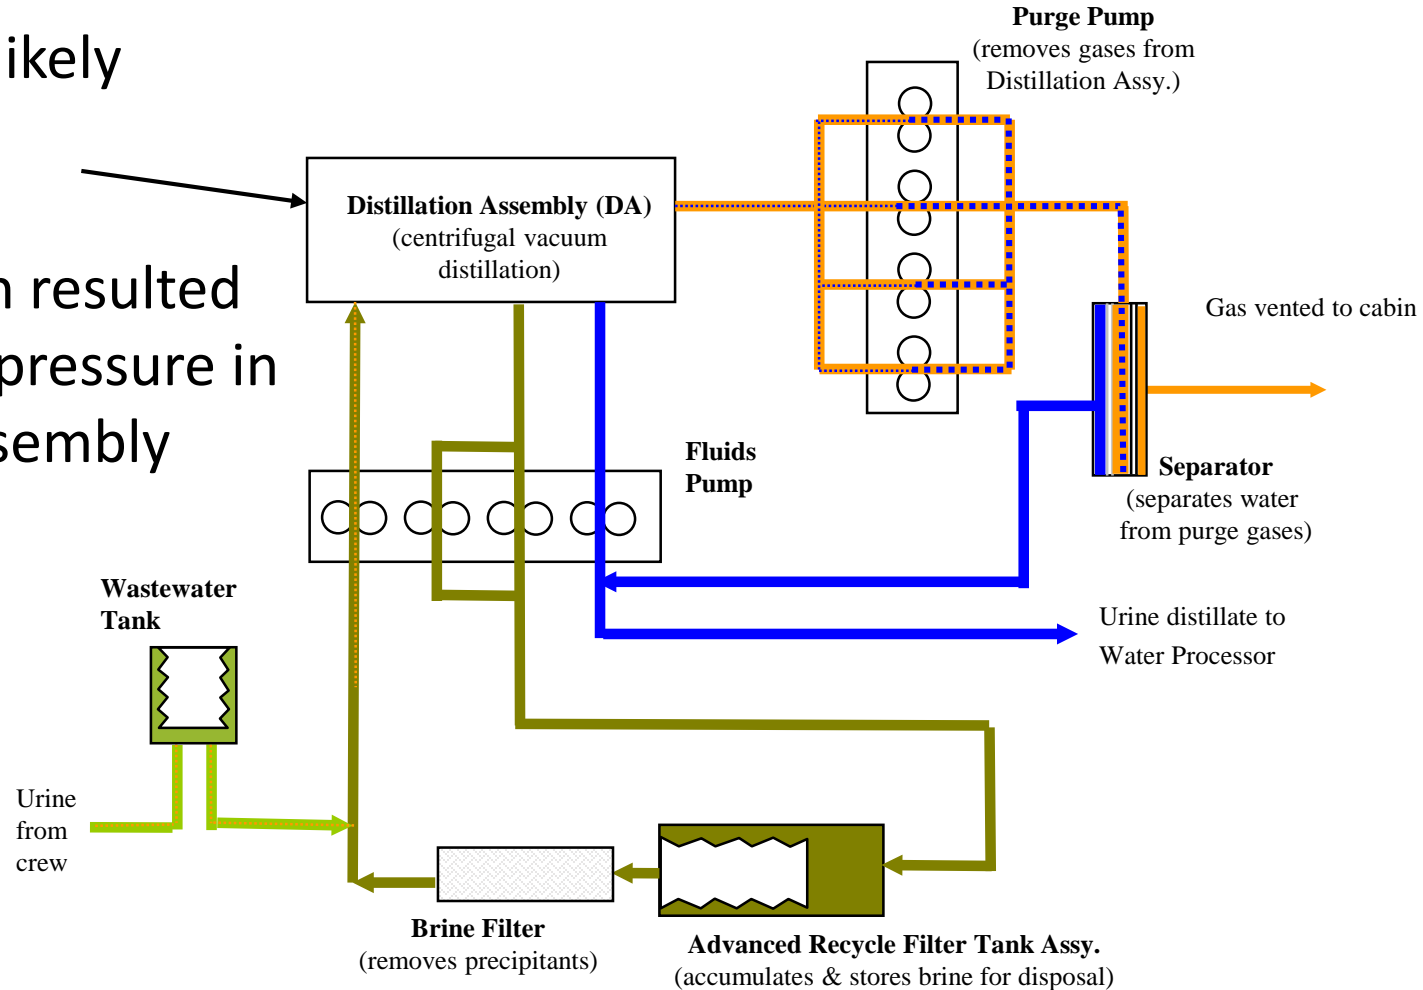 ikely
n resulted
pressure in
sembly
Purge Pump
(removes gases from
Distillation Assy.)
Distillation Assembly (DA)
(centrifugal vacuum
distillation)
Gas vented to cabin
Fluids
Pump
Separator
(separates water
from purge gases)
Wastewater
Tank
Urine distillate to
Water Processor
Urine
from
crew
Brine Filter
(removes precipitants)
Advanced Recycle Filter Tank Assy.
(accumulates & stores brine for disposal)